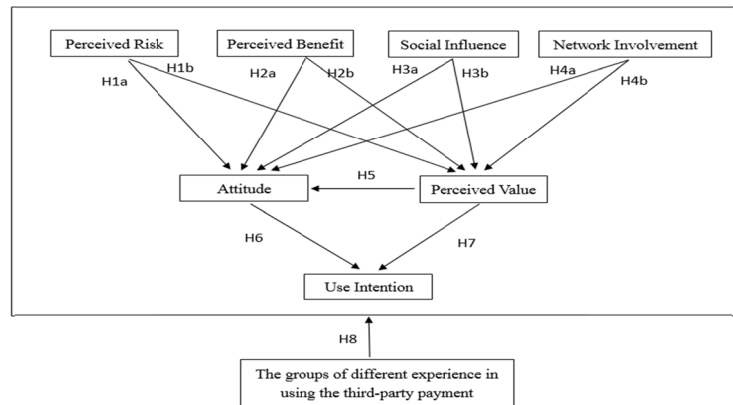 Perceived Risk
Perceived Benefit
Social Influence
Network Involvement
H1a
H1b
H2a
H2b
H3a
H3b
H4a
H4b
Attitude
H5
Perceived Value
H6
H7
Use Intention
H8
The groups of different experience in
using the third-party payment